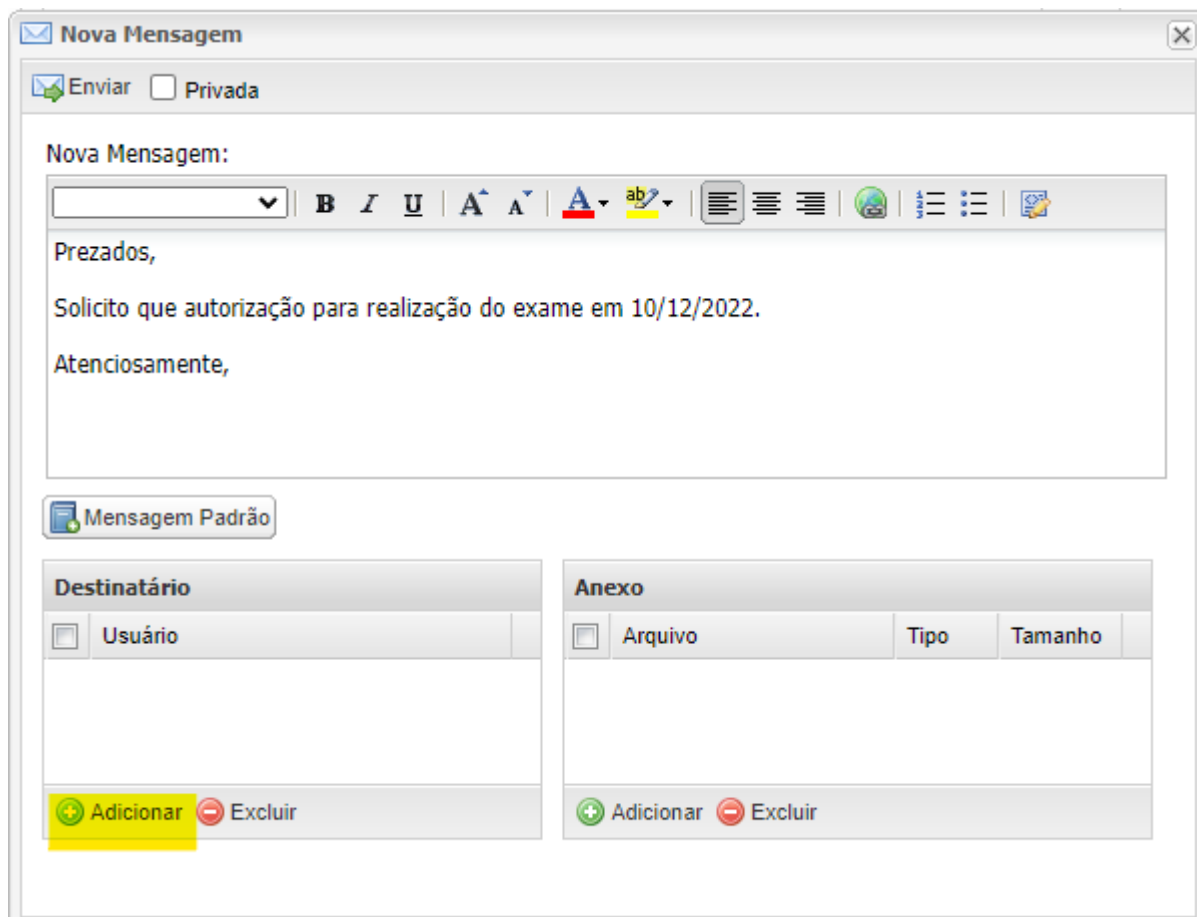 Nova Mensagem
Enviar Privada
Nova Mensagem:
B I U A A A ab
Prezados,
Solicito que autorização para realização do exame em 10/12/2022.
Atenciosamente,
Mensagem Padrão
Destinatário
Usuário
Adicionar Excluir
Anexo
Arquivo Tipo Tamanho
Adicionar Excluir